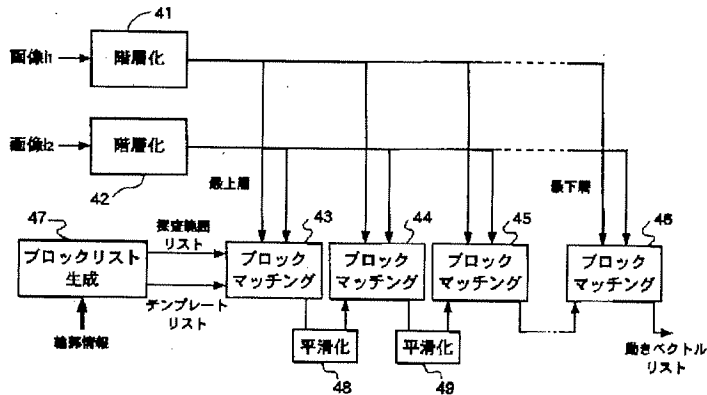 41
画像I1
階層化
画像I2
階層化
42
最上層
最下層
47
探査範囲
リスト
43
44
45
46
ブロックリスト
生成
ブロック
マッチング
ブロック
マッチング
ブロック
マッチング
ブロック
マッチング
テンプレート
リスト
輪郭情報
平滑化
平滑化
48
49
動きベクトル
リスト